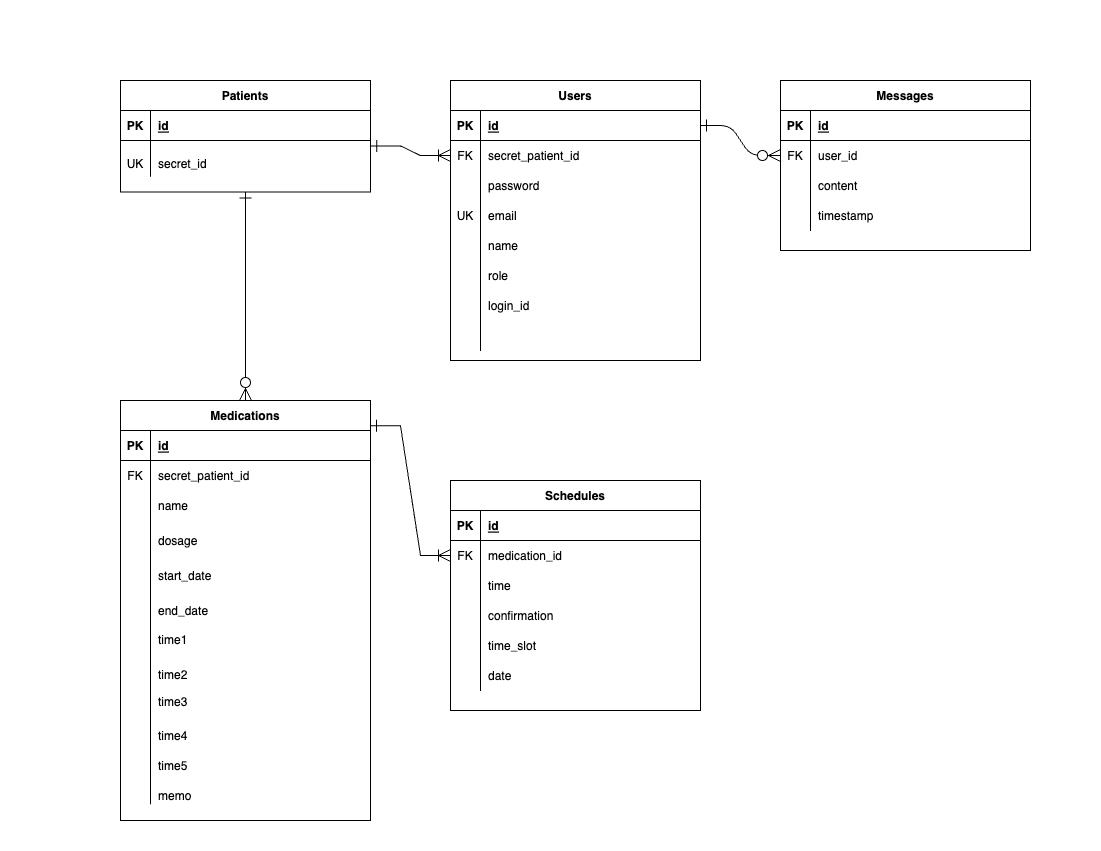 Patients
PK id
UK secret_id
Users
PK id
FK secret_patient_id
password
UK email
name
role
login_id
Messages
PK id
FK user_id
content
timestamp
Medications
PK id
FK secret_patient_id
name
dosage
start_date
end_date
time1
time2
time3
time4
time5
memo
Schedules
PK id
FK medication_id
time
confirmation
time_slot
date